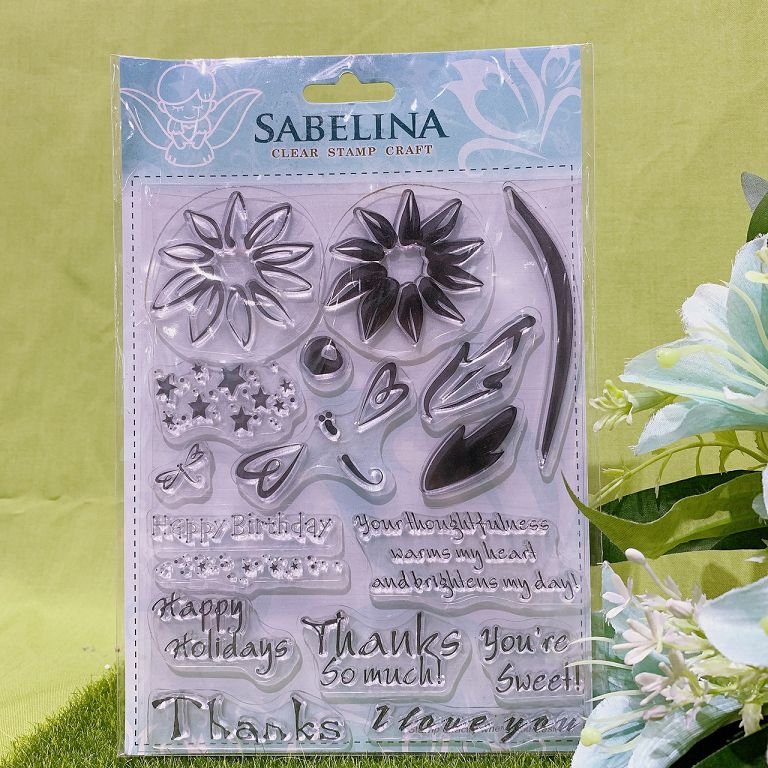 SABELINA
CLEAR STAMP CRAFT
Happy Birthday
Your thoughtfulness
warms my heart
and brightens my day!
Happy
Holidays
Thanks
So much!
You're
Sweet!
Thanks
I love you